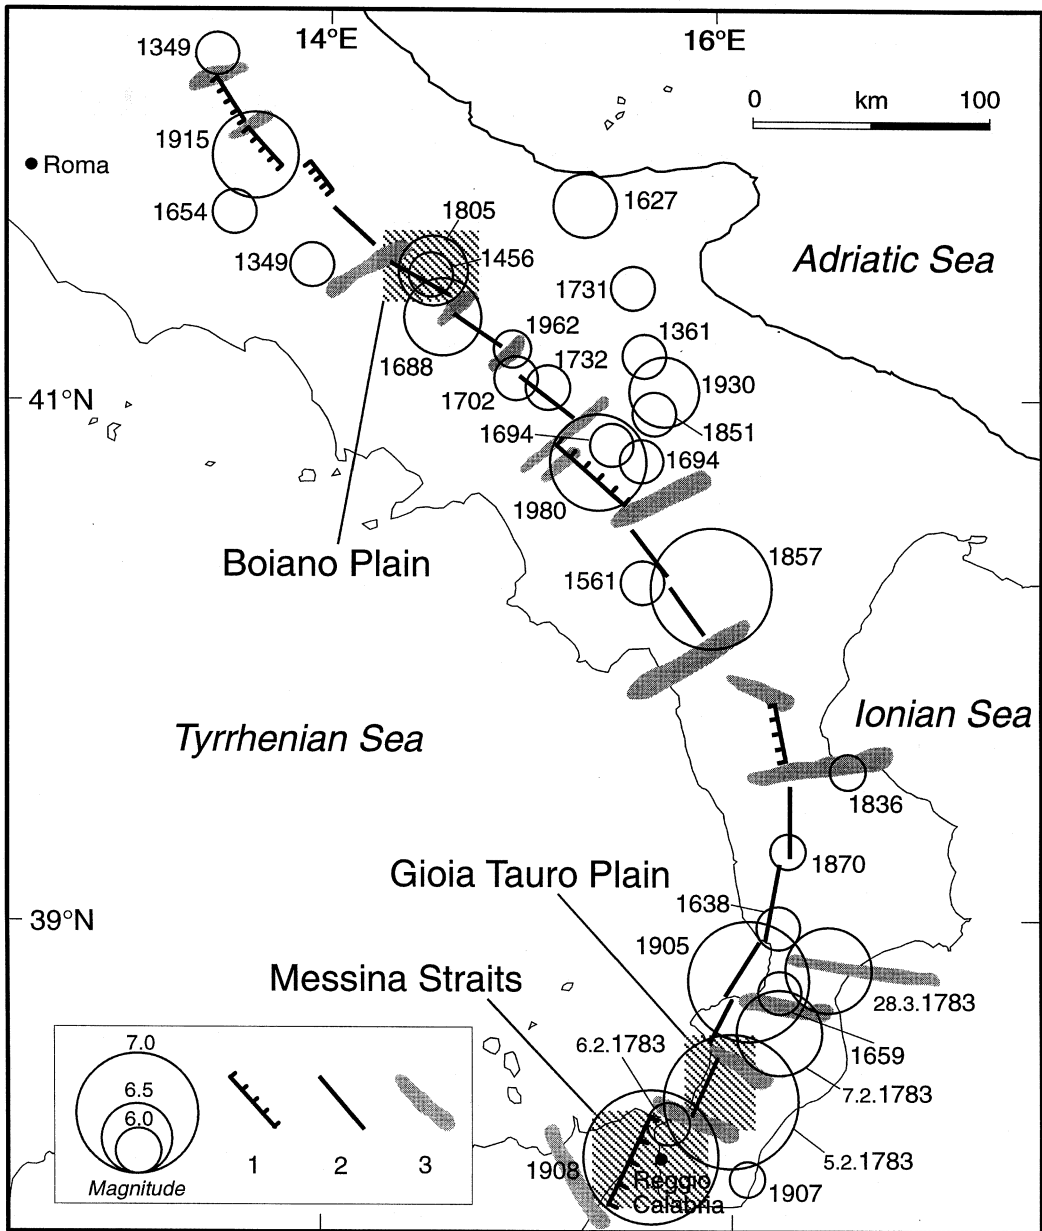 14°E
16°E
1349
0 km 100
1915
Roma
1654
1627
1805
1349
1456
Adriatic Sea
1731
1962
1361
1688
1732
1930
1702
41°N
1851
1694
1694
1980
Boiano Plain
1561
1857
Tyrrhenian Sea
Ionian Sea
1836
1870
Gioia Tauro Plain
1638
39°N
1905
Messina Straits
28.3.1783
6.2.1783
1659
7.2.1783
5.2.1783
1908
Reggio
Calabria
1907
7.0
6.5
6.0
Magnitude
1
2
3